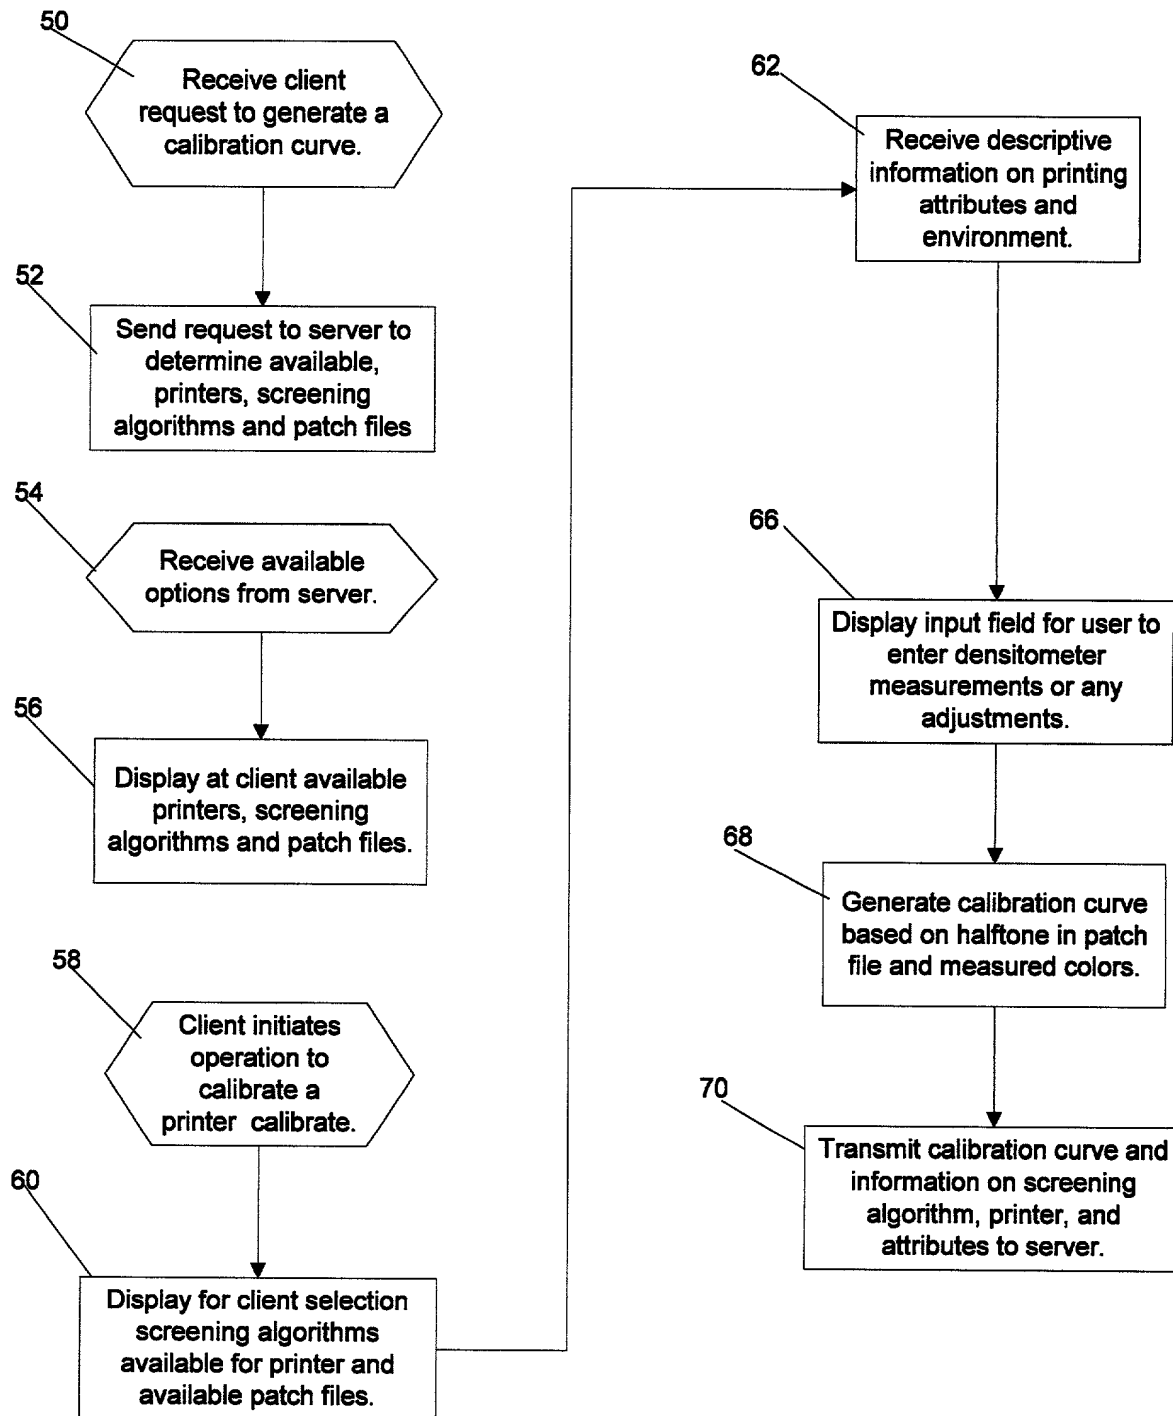 50
Receive client
request to generate a
calibration curve.
52
Send request to server to
determine available,
printers, screening
algorithms and patch files
54
Receive available
options from server.
56
Display at client available
printers, screening
algorithms and patch files.
58
Client initiates
operation to
calibrate a
printer calibrate.
60
Display for client selection
screening algorithms
available for printer and
available patch files.
62
Receive descriptive
information on printing
attributes and
environment.
66
Display input field for user to
enter densitometer
measurements or any
adjustments.
68
Generate calibration curve
based on halftone in patch
file and measured colors.
70
Transmit calibration curve and
information on screening
algorithm, printer, and
attributes to server.